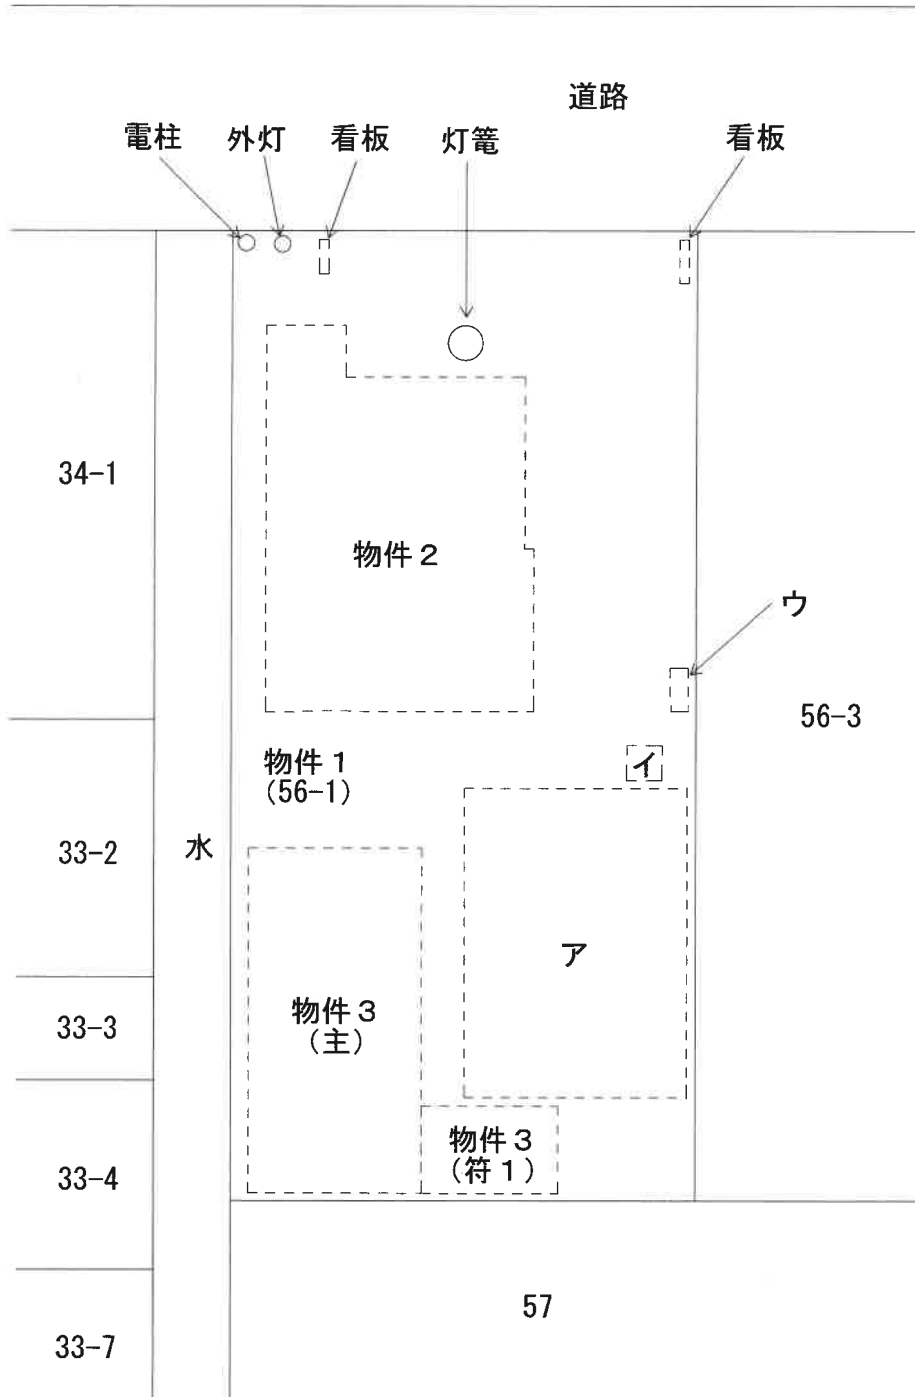 道路
電柱
外灯
看板
灯篭
看板
34-1
物件２
ウ
56-3
物件１
(56-1)
イ
33-2
水
ア
物件３
（主）
33-3
物件３
（符１）
33-4
57
33-7